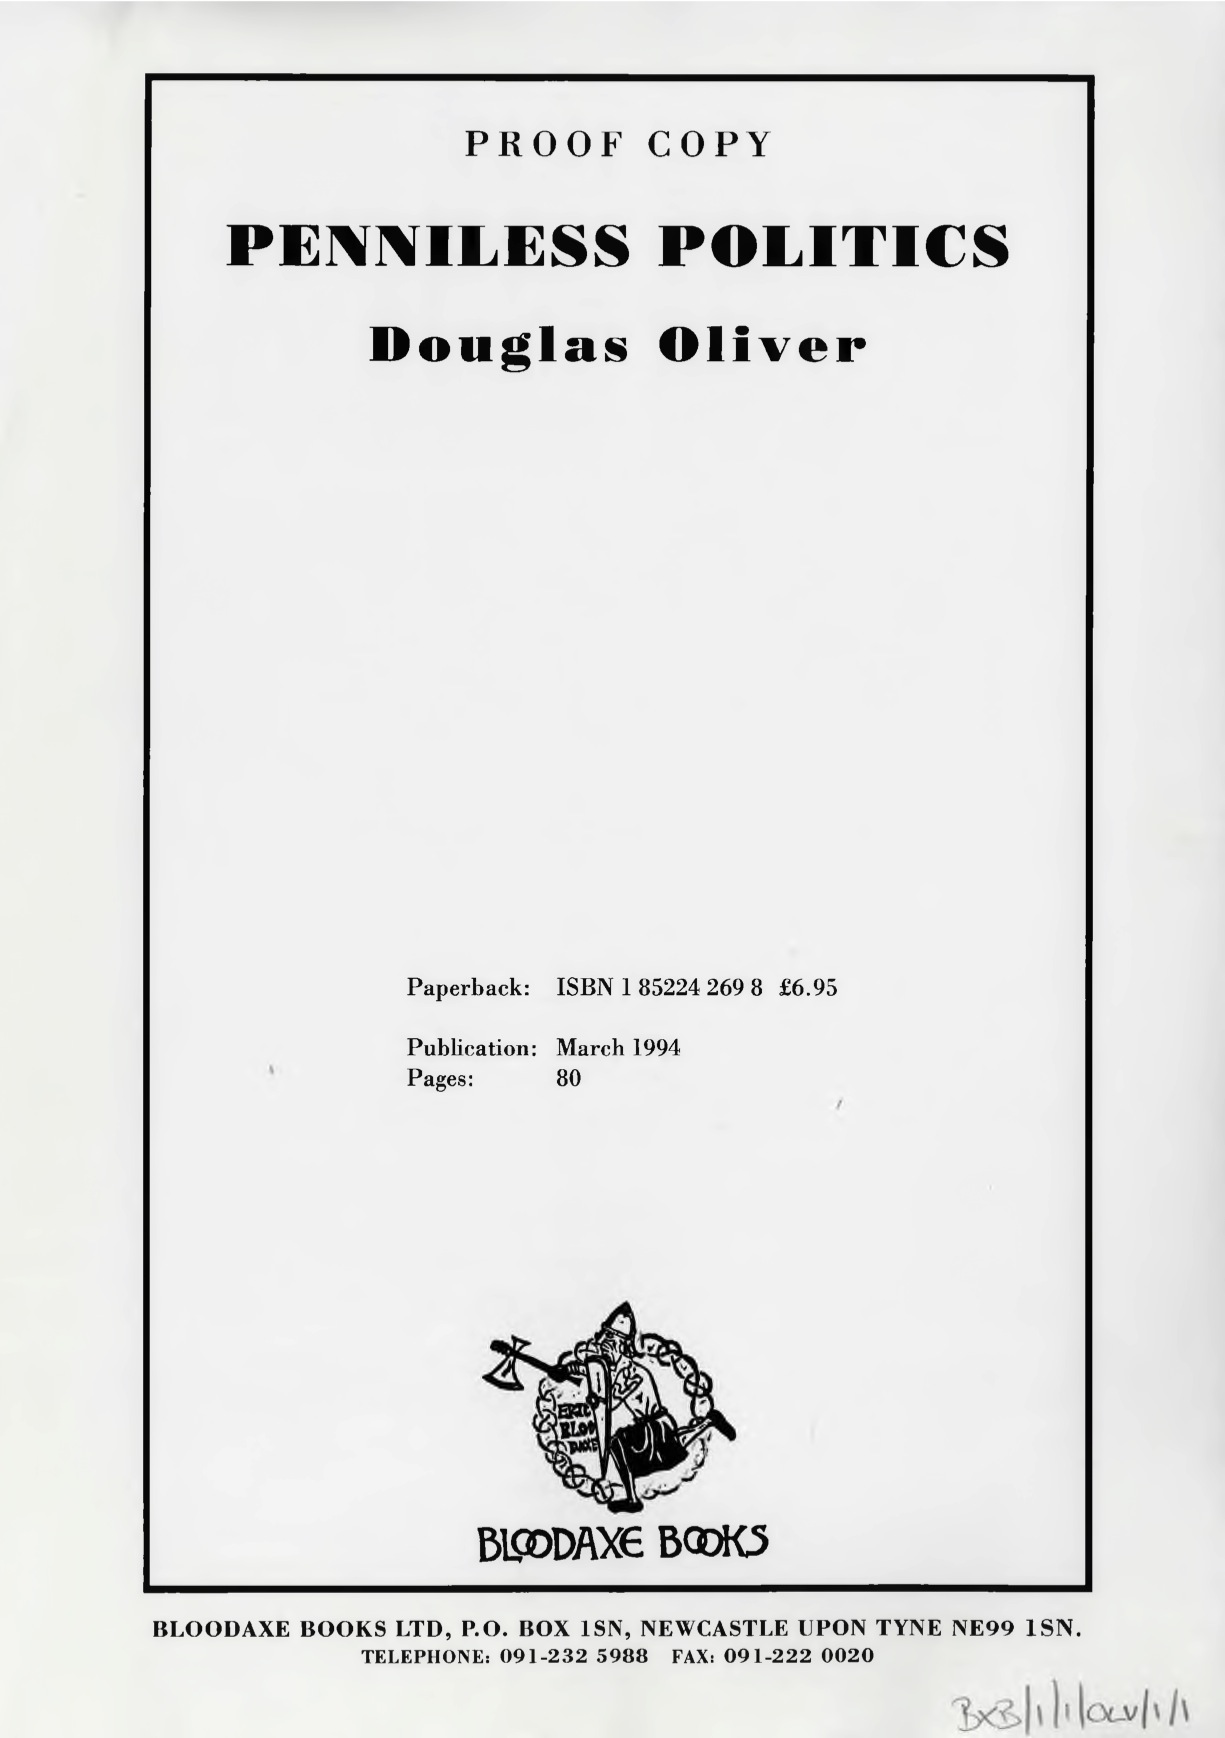 PROOF COPY
PENNILESS POLITICS
Douglas Oliver
Paperback: ISBN 1 85224 269 8 £6.95
Publication: March 1994
Pages: 80
ERIC
BLOO
DAXE
BLOODAXE BOOKS
BLOODAXE BOOKS LTD, P.O. BOX 1SN, NEWCASTLE UPON TYNE NE99 1SN.
TELEPHONE: 091-232 5988 FAX: 091-222 0020
BXB/1/1/OLV/1/1